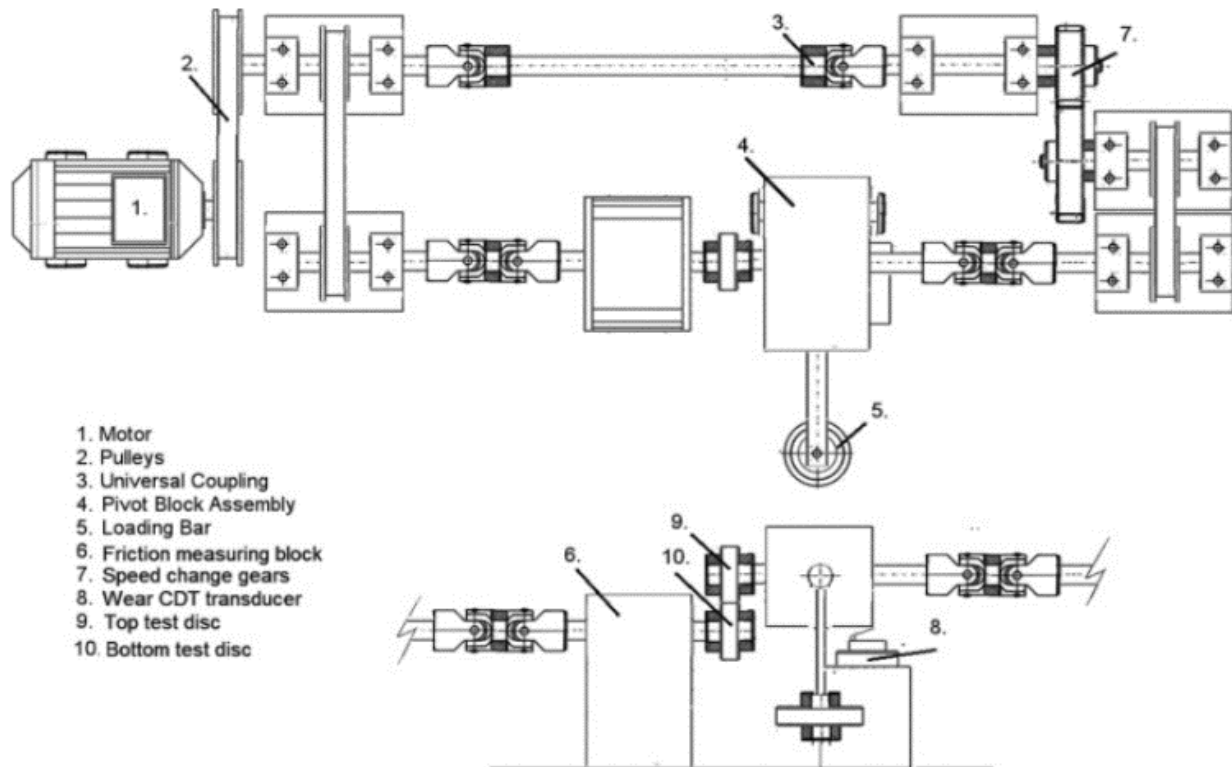 3.
7.
2.
4.
1.
5.
1. Motor
2. Pulleys
3. Universal Coupling
4. Pivot Block Assembly
5. Loading Bar
6. Friction measuring block
7. Speed change gears
8. Wear CDT transducer
9. Top test disc
10. Bottom test disc
9.
10.
6.
8.